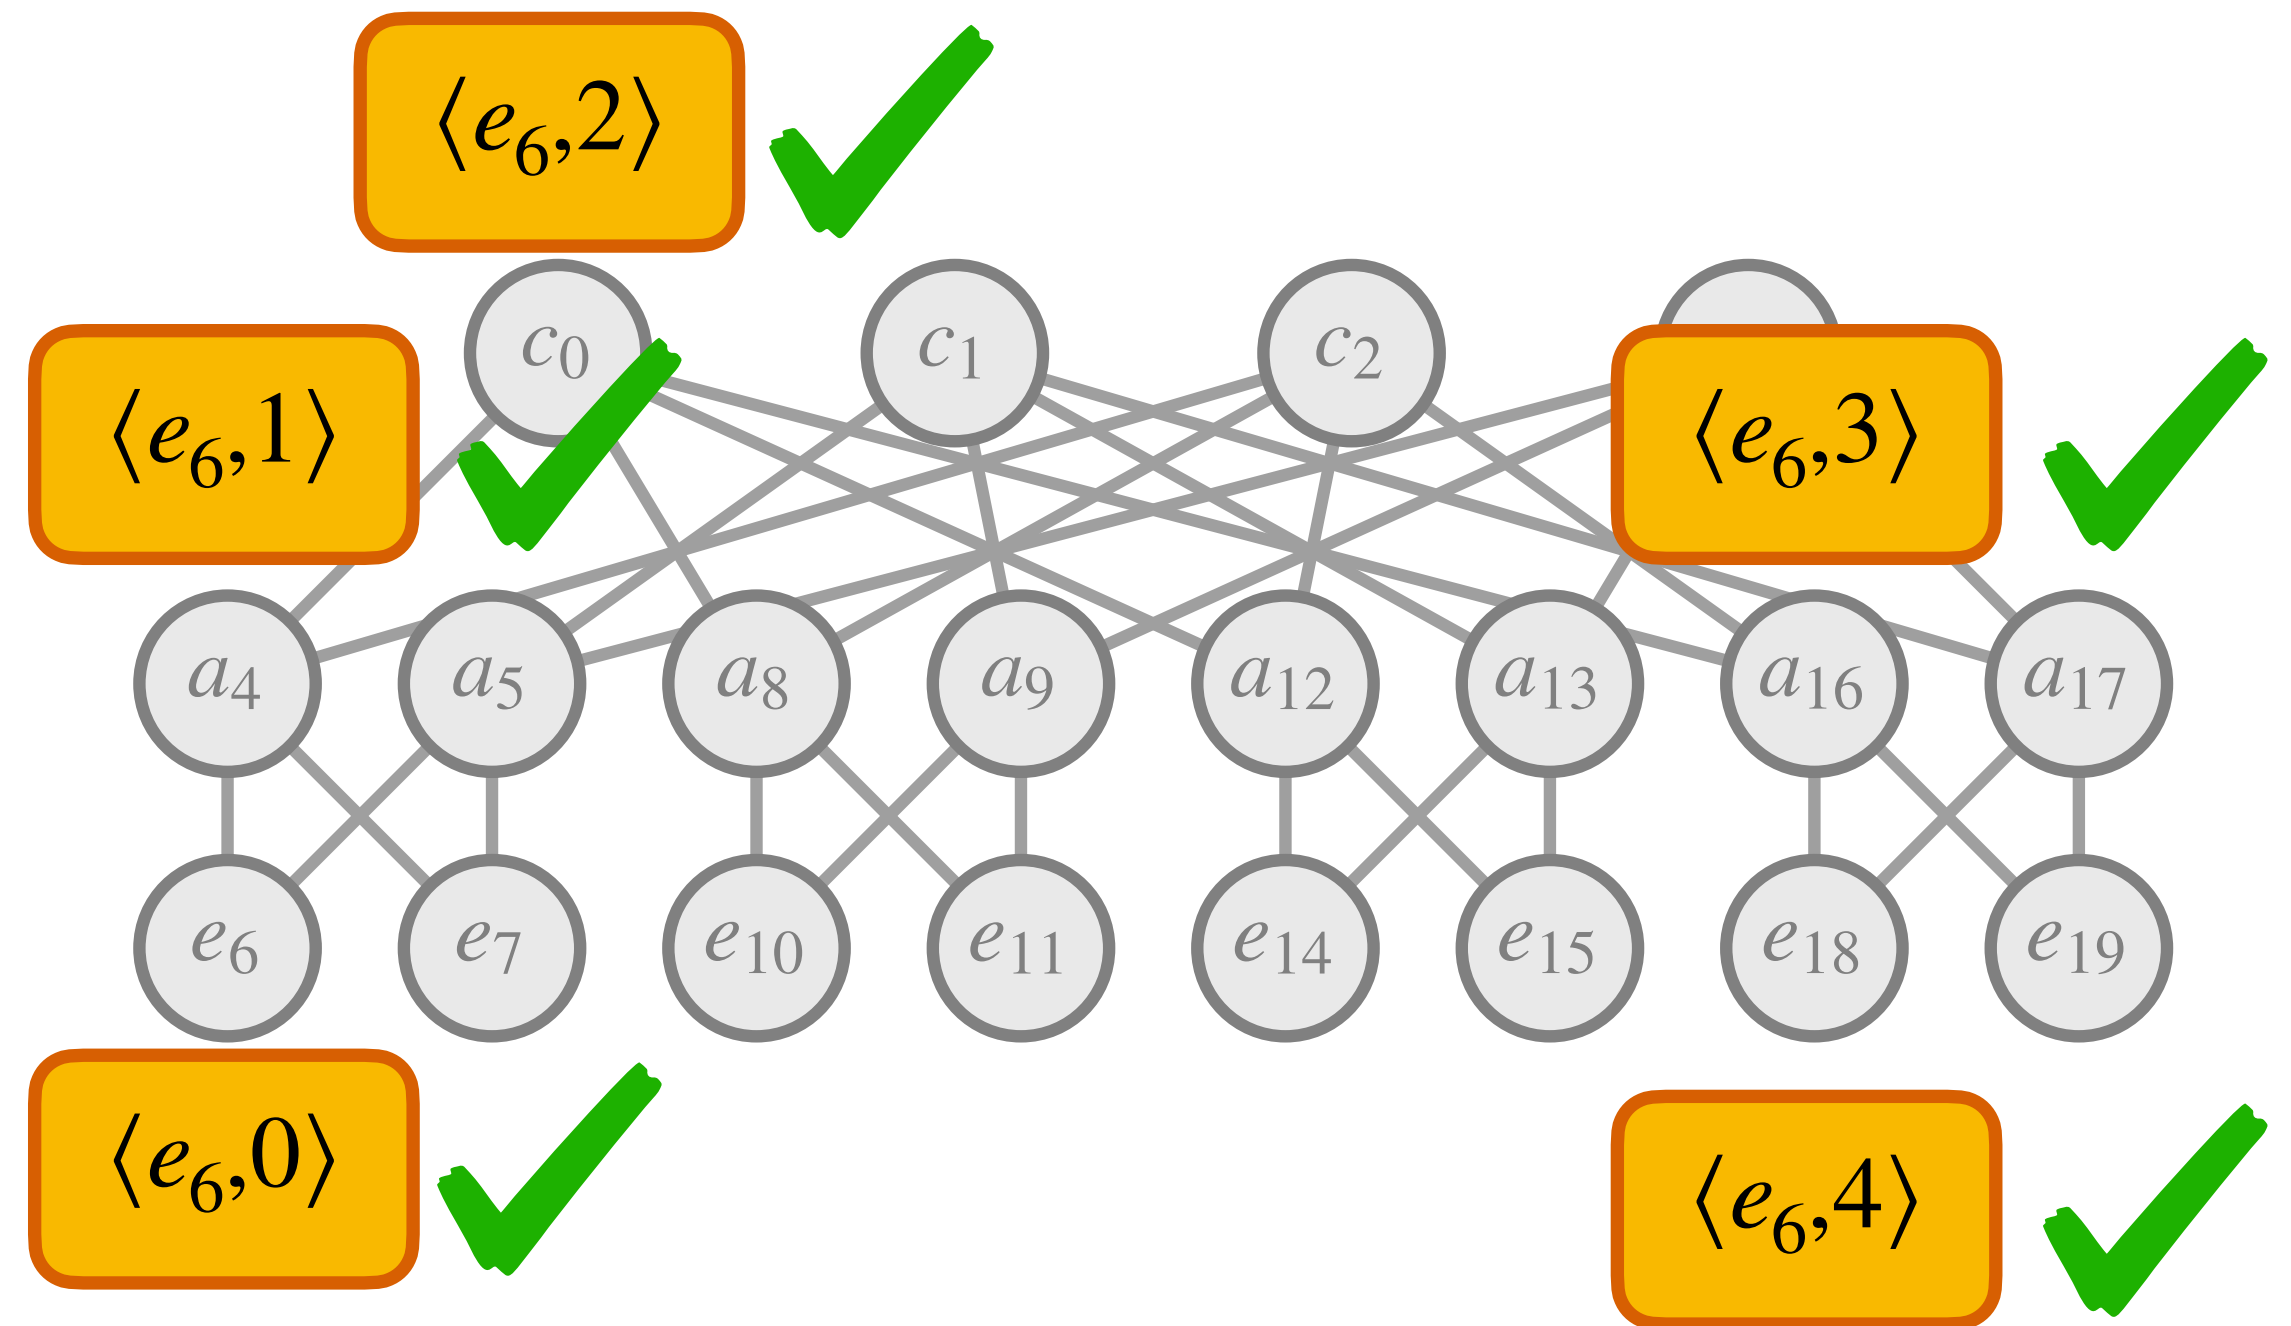 ⟨e₆,2⟩
c₀ c₁ c₂
⟨e₆,1⟩ ⟨e₆,3⟩
a₄ a₅ a₈ a₉ a₁₂ a₁₃ a₁₆ a₁₇
e₆ e₇ e₁₀ e₁₁ e₁₄ e₁₅ e₁₈ e₁₉
⟨e₆,0⟩ ⟨e₆,4⟩